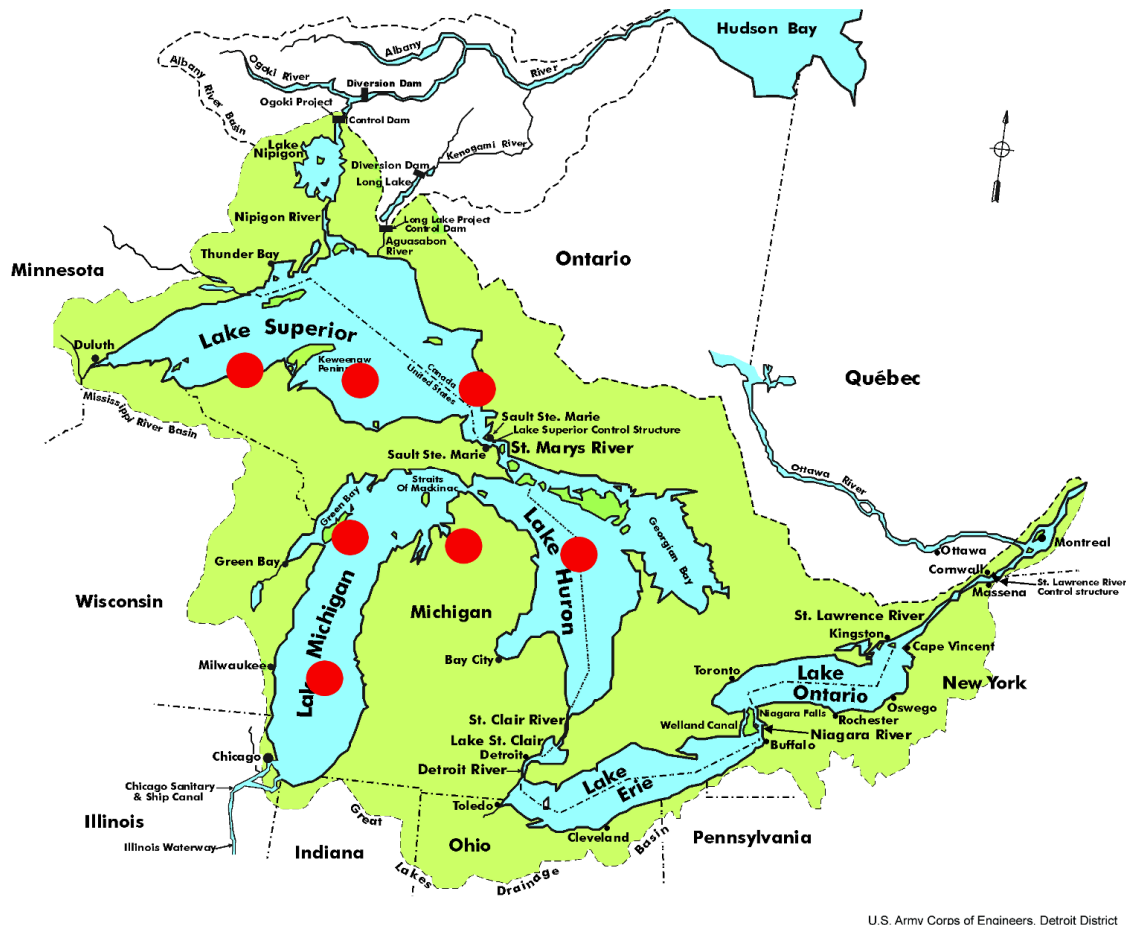 Hudson Bay
Albany
River
Ogoki River
Albany River Basin
Diversion Dam
Ogoki Project
Control Dam
Lake
Nipigon
Kenogami River
Diversion Dam
Long Lake
Nipigon River
Long Lake Project
Control Dam
Aguasabon
River
Thunder Bay
Minnesota
Ontario
Lake Superior
Duluth
Keweenaw
Canada
United States
Québec
Mississippi River Basin
Sault Ste. Marie
Lake Superior Control Structure
St. Marys River
Sault Ste. Marie
Straits
Of Mackinac
Green Bay
Georgian Bay
Ottawa River
Lake Huron
Green Bay
Ottawa
Montreal
Cornwall
Massena
St. Lawrence River
Control structure
Wisconsin
Michigan
Michigan
St. Lawrence River
Kingston
Cape Vincent
Bay City
Milwaukee
Toronto
Lake
Ontario
New York
Oswego
Niagara Falls
Rochester
Welland Canal
Niagara River
Buffalo
St. Clair River
Lake St. Clair
Detroit
Detroit River
Chicago
Chicago Sanitary
& Ship Canal
Lake
Erie
Toledo
Cleveland
Illinois
Illinois Waterway
Indiana
Ohio
Pennsylvania
Great
Lakes
Drainage
Basin
U.S. Army Corps of Engineers, Detroit District